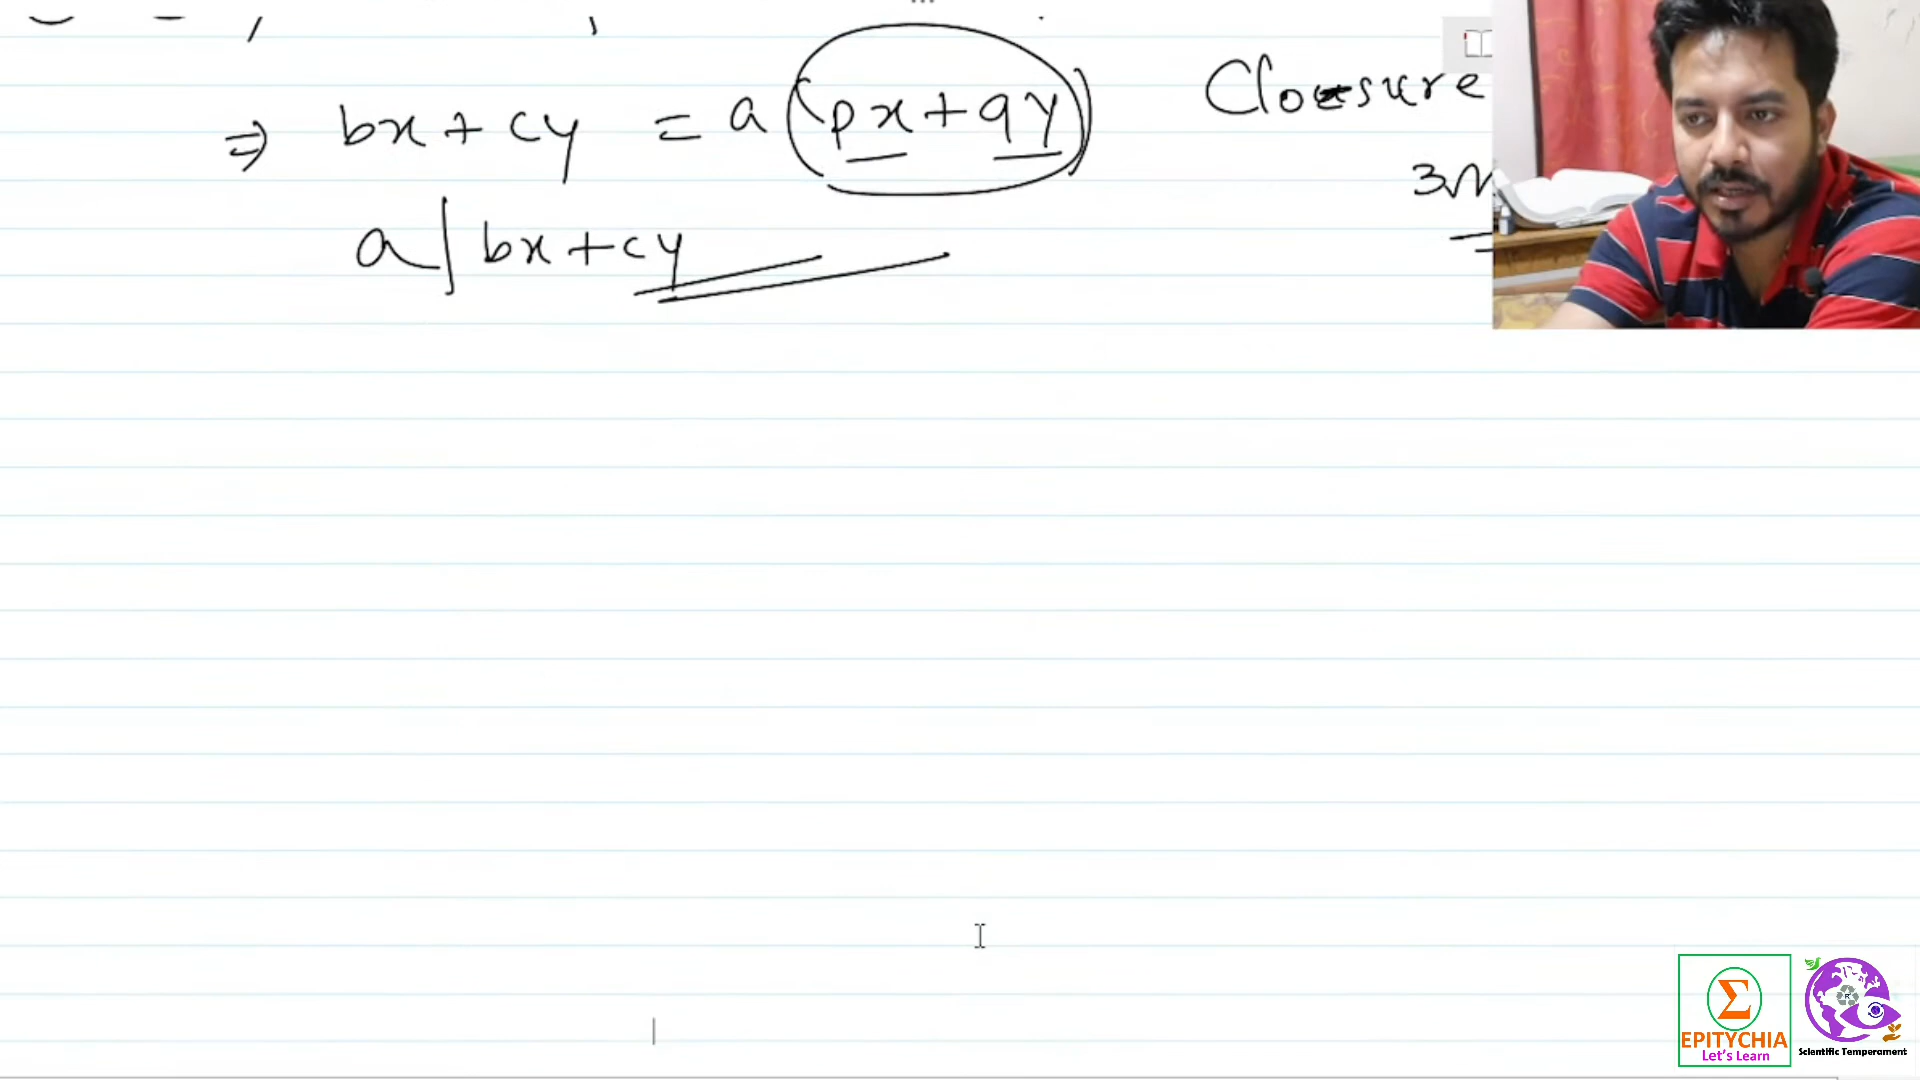 ⇒ bx + cy = a (px + qy)
Closure
a | bx + cy
Σ
EPITYCHIA
Let's Learn
Scientific Temperament